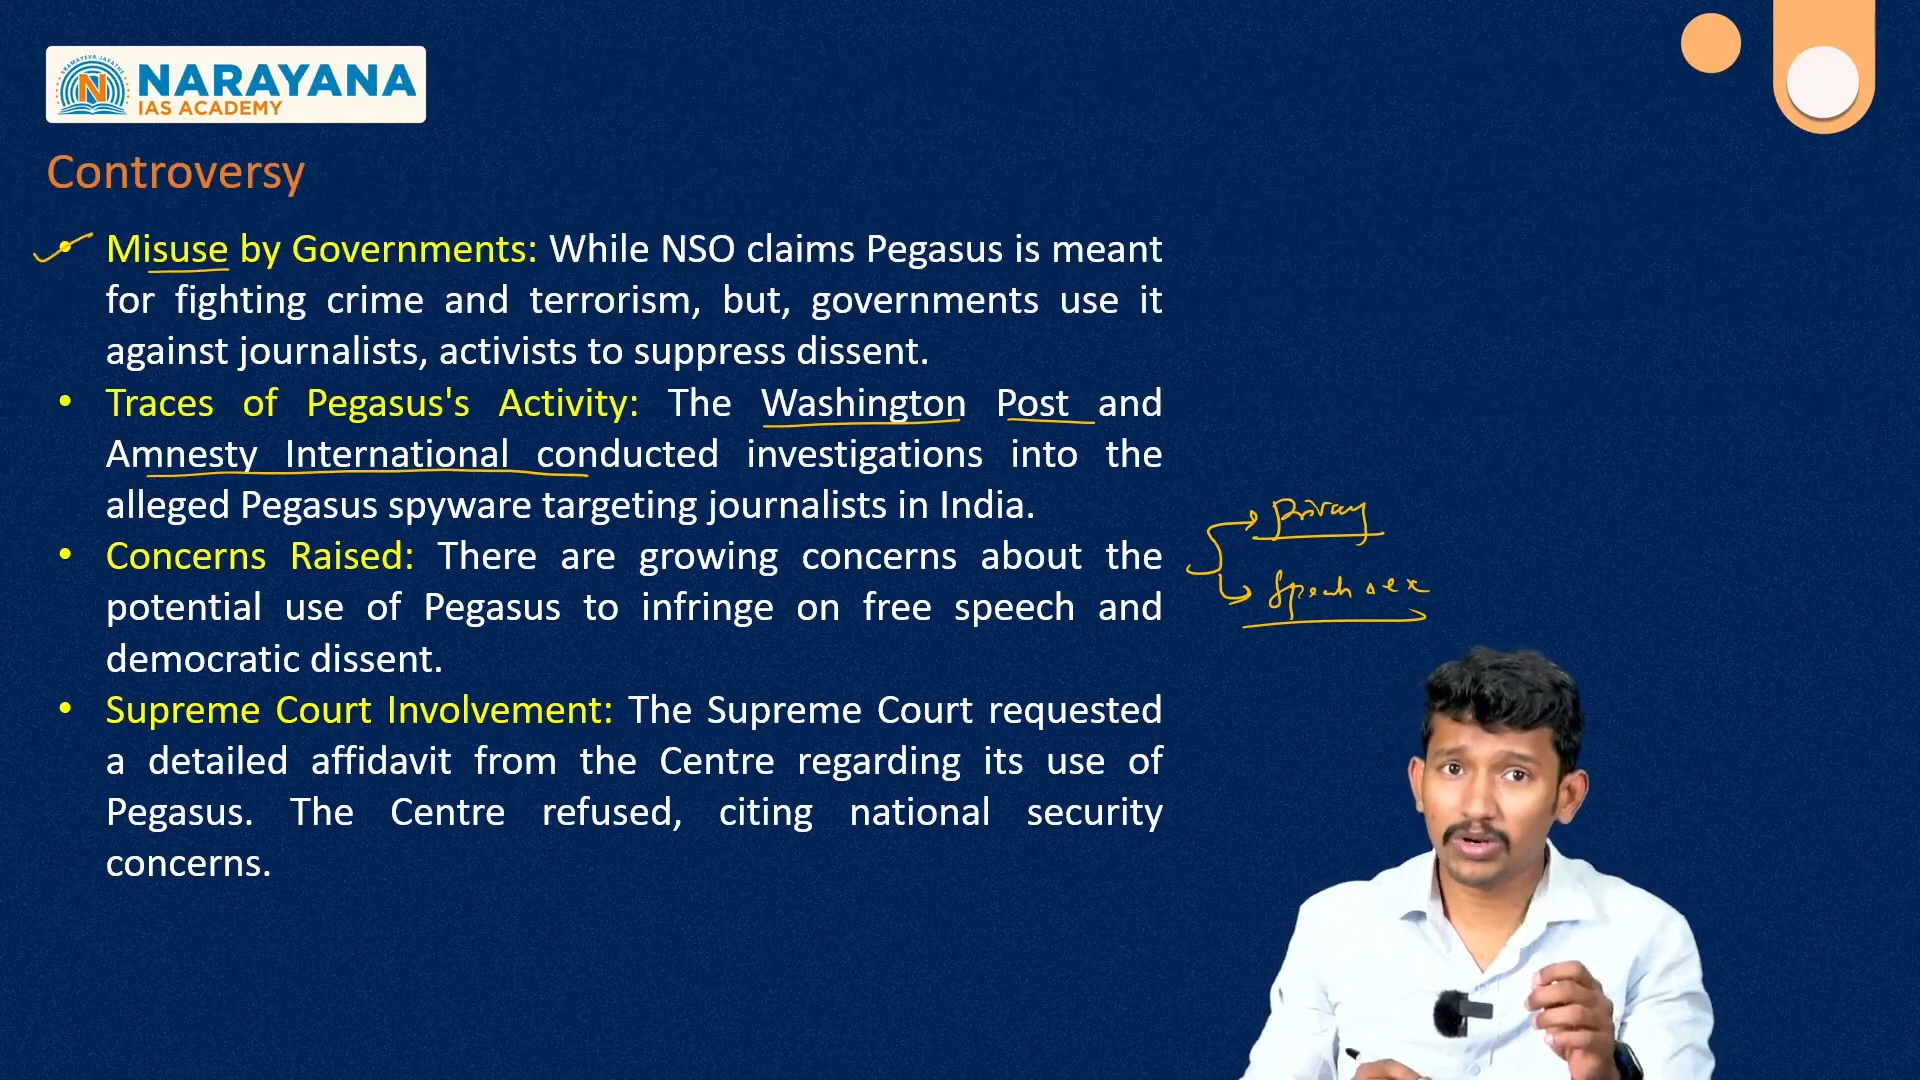 SRAMAYEVA JAYATHE
N
NARAYANA
IAS ACADEMY
Controversy
• Misuse by Governments: While NSO claims Pegasus is meant
for fighting crime and terrorism, but, governments use it
against journalists, activists to suppress dissent.
• Traces of Pegasus's Activity: The Washington Post and
Amnesty International conducted investigations into the
alleged Pegasus spyware targeting journalists in India.
• Concerns Raised: There are growing concerns about the
potential use of Pegasus to infringe on free speech and
democratic dissent.
• Supreme Court Involvement: The Supreme Court requested
a detailed affidavit from the Centre regarding its use of
Pegasus. The Centre refused, citing national security
concerns.
Privacy
Speech & ex